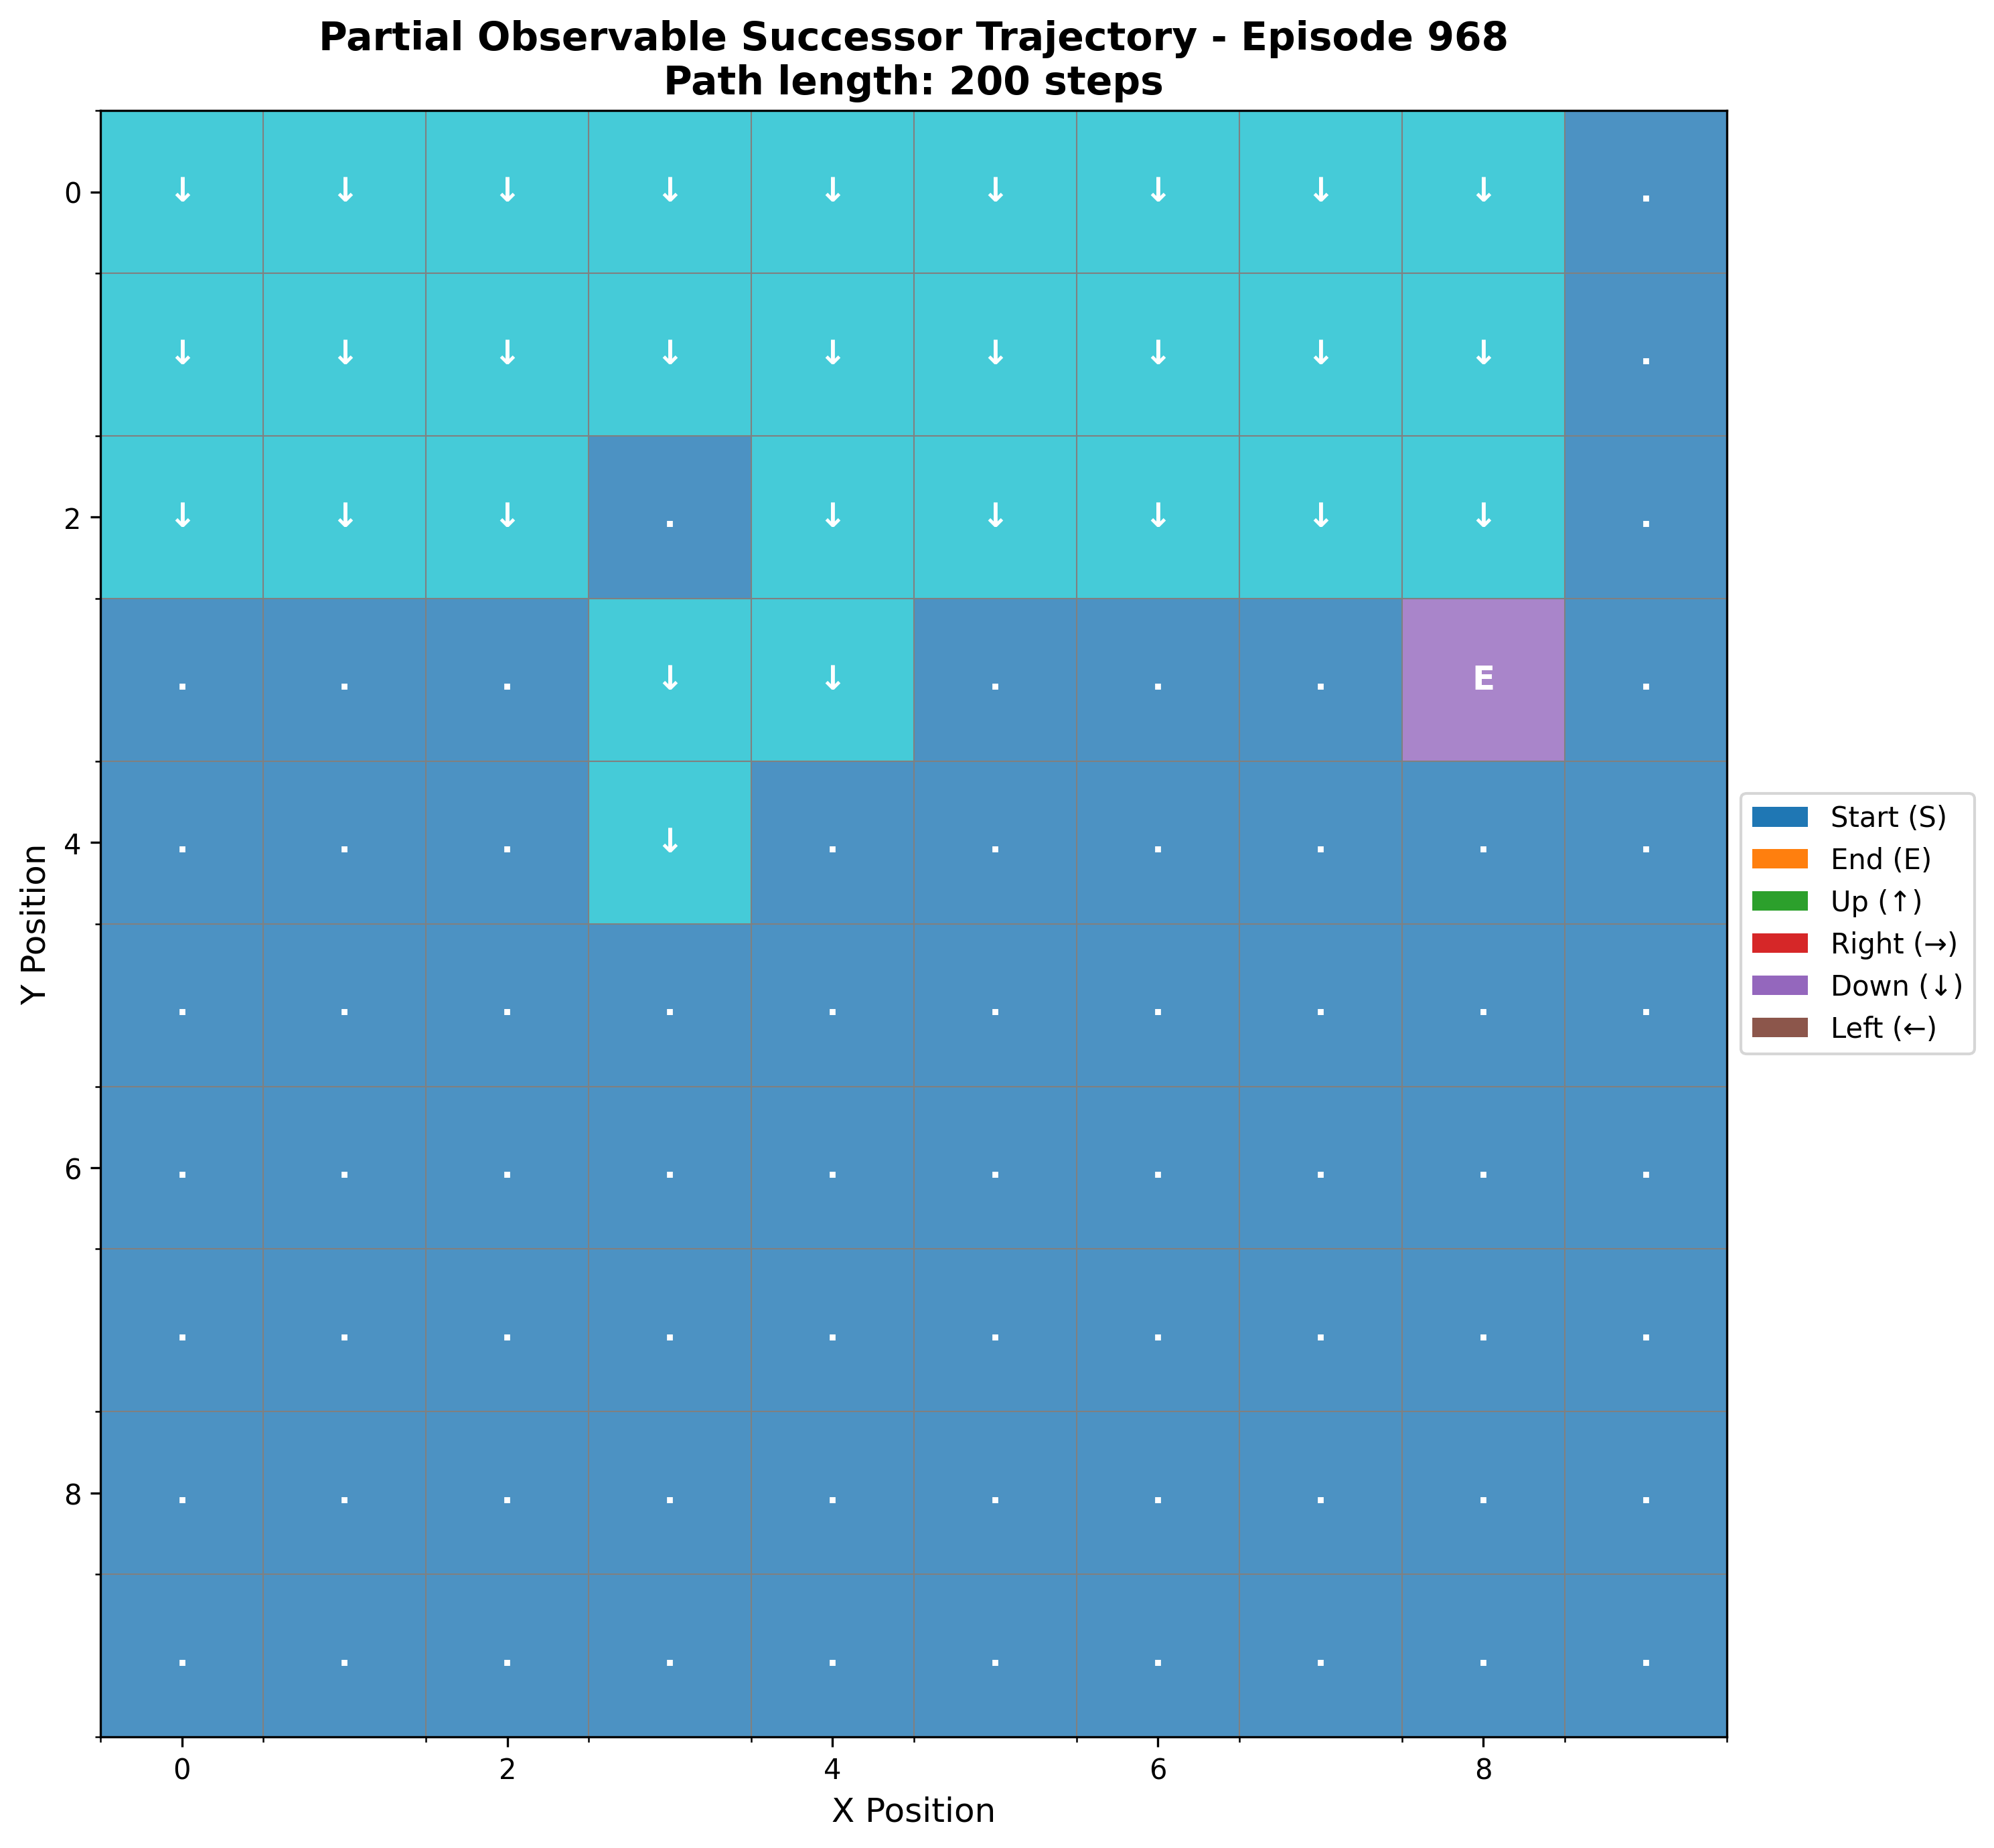 Partial Observable Successor Trajectory - Episode 968
Path length: 200 steps
0 ↓ ↓ ↓ ↓ ↓ ↓ ↓ ↓ ↓ .
↓ ↓ ↓ ↓ ↓ ↓ ↓ ↓ ↓ .
2 ↓ ↓ ↓ . ↓ ↓ ↓ ↓ ↓ .
. . . ↓ ↓ . . . E .
4 . . . ↓ . . . . . .
. . . . . . . . . .
6 . . . . . . . . . .
. . . . . . . . . .
8 . . . . . . . . . .
. . . . . . . . . .
0 2 4 6 8
X Position
Y Position
Start (S)
End (E)
Up (↑)
Right (→)
Down (↓)
Left (←)